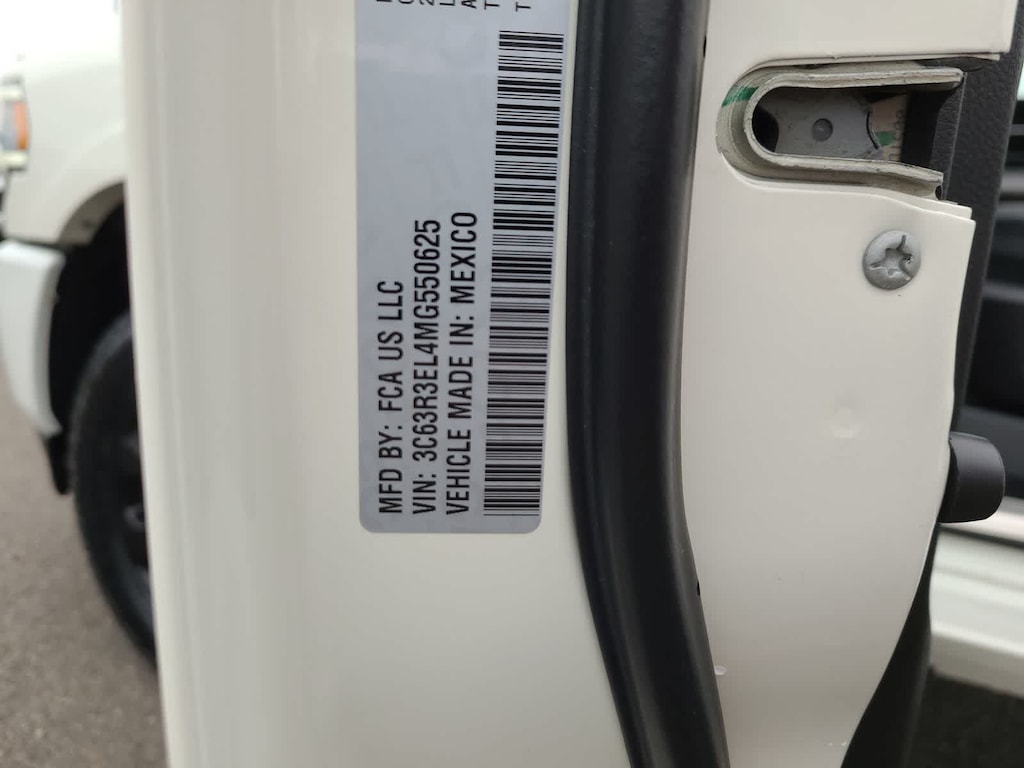 MFD BY: FCA US LLC
VIN: 3C63R3EL4MG550625
VEHICLE MADE IN: MEXICO